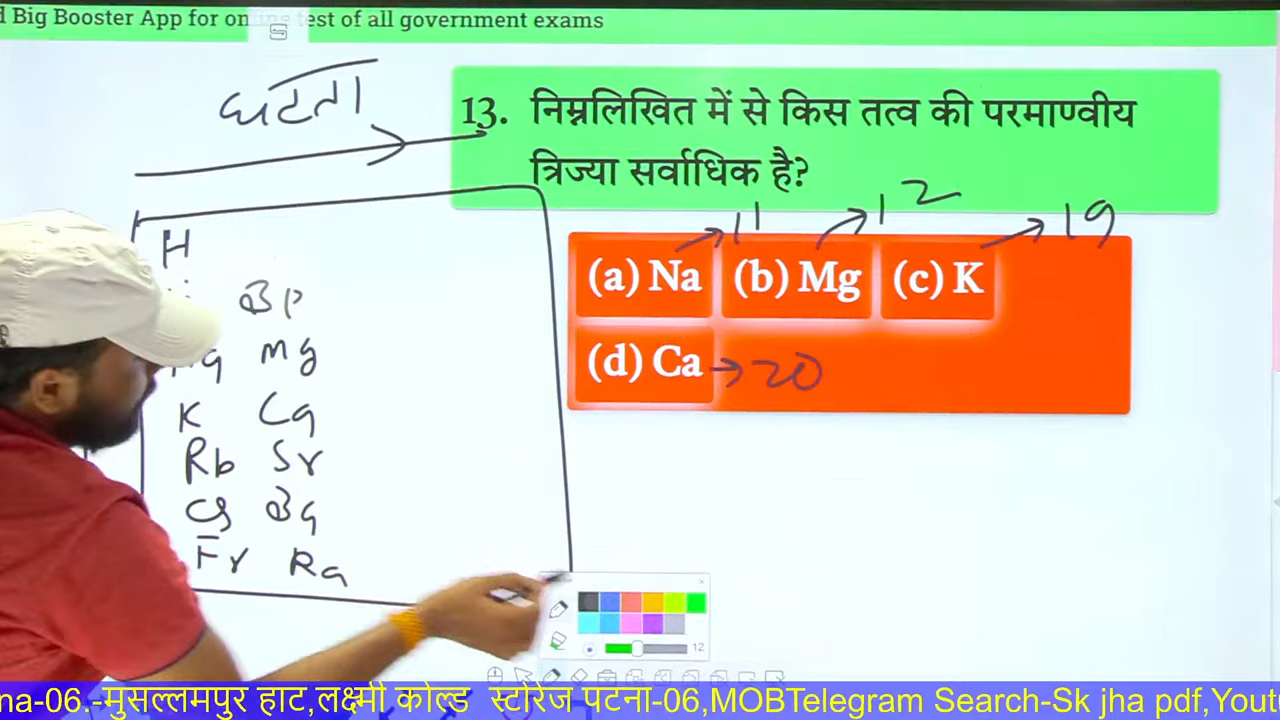 d Big Booster App for online test of all government exams
घटता
13. निम्नलिखित में से किस तत्व की परमाण्वीय
त्रिज्या सर्वाधिक है?
11 12 19
(a) Na (b) Mg (c) K
(d) Ca → 20
H
Be
Mg
K Ca
Rb Sr
Cs Ba
Fr Ra
12
na-06.-मुसल्लमपुर हाट,लक्ष्मी कोल्ड स्टोरेज पटना-06,MOBTelegram Search-Sk jha pdf,Yout